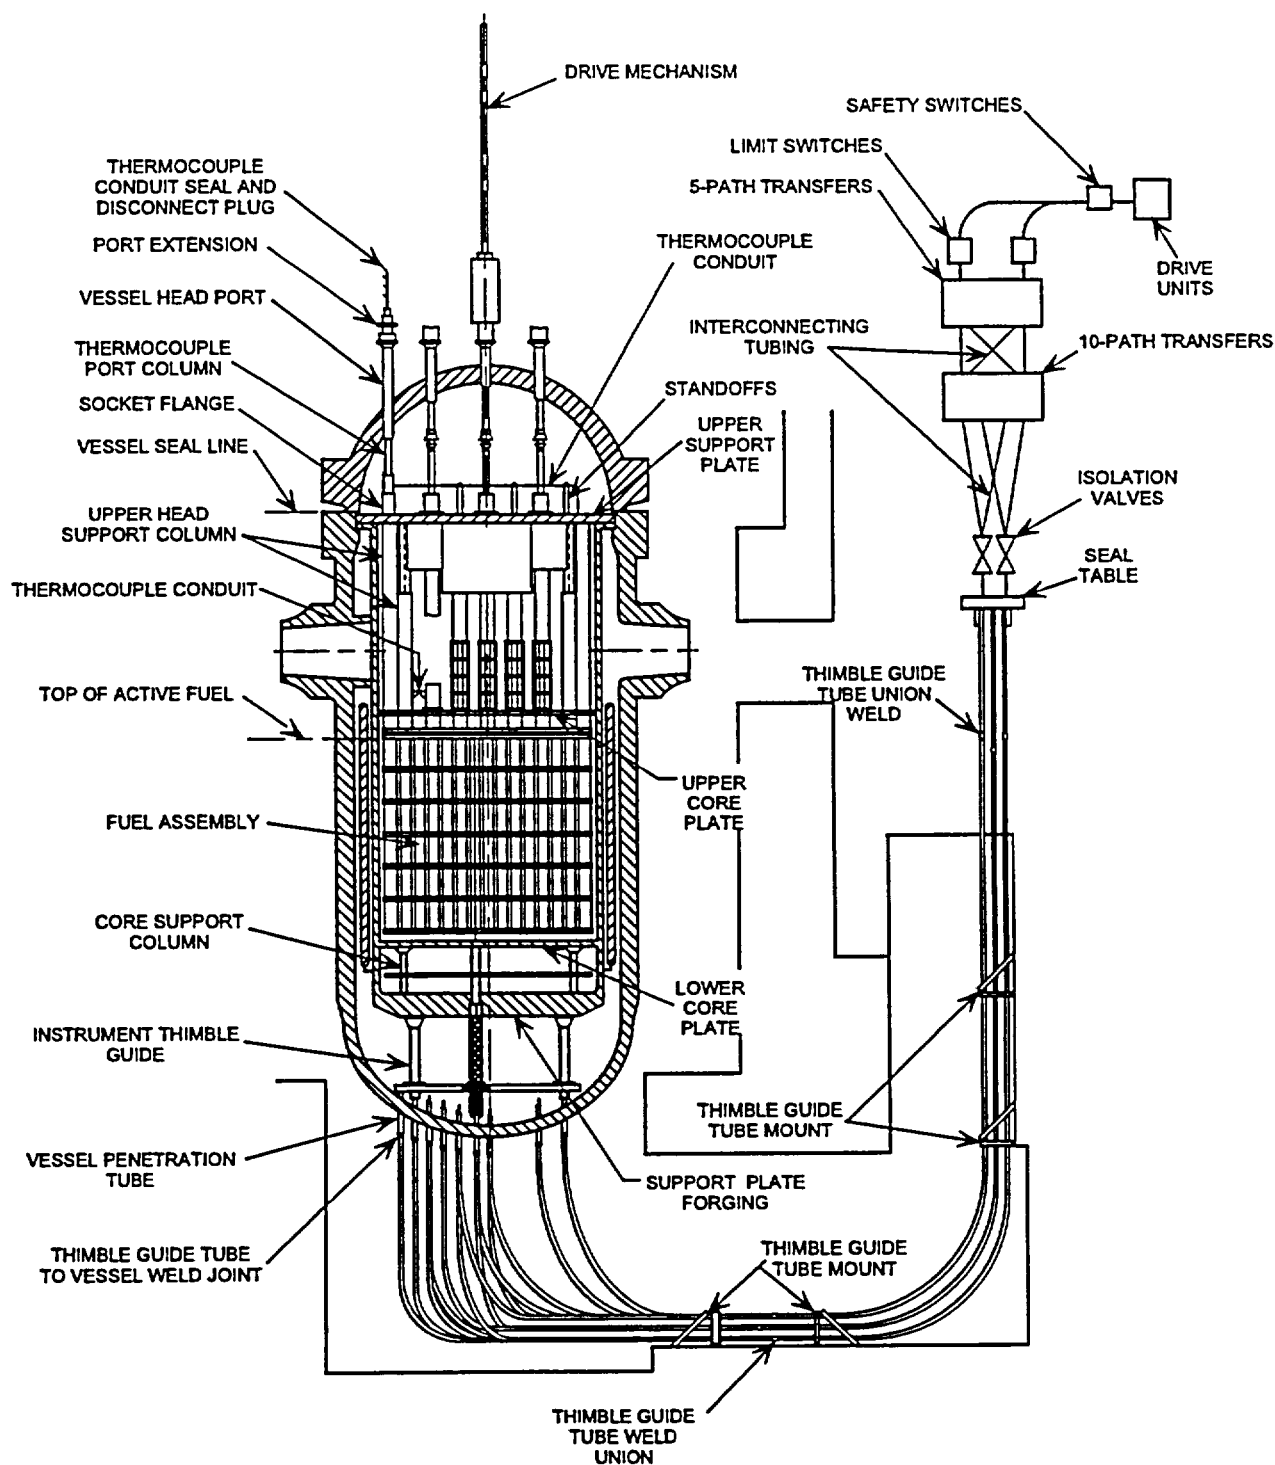 DRIVE MECHANISM
SAFETY SWITCHES
LIMIT SWITCHES
5-PATH TRANSFERS
DRIVE
UNITS
THERMOCOUPLE
CONDUIT SEAL AND
DISCONNECT PLUG
PORT EXTENSION
THERMOCOUPLE
CONDUIT
VESSEL HEAD PORT
INTERCONNECTING
TUBING
10-PATH TRANSFERS
THERMOCOUPLE
PORT COLUMN
STANDOFFS
SOCKET FLANGE
UPPER
SUPPORT
PLATE
VESSEL SEAL LINE
ISOLATION
VALVES
UPPER HEAD
SUPPORT COLUMN
SEAL
TABLE
THERMOCOUPLE CONDUIT
TOP OF ACTIVE FUEL
THIMBLE GUIDE
TUBE UNION
WELD
UPPER
CORE
PLATE
FUEL ASSEMBLY
CORE SUPPORT
COLUMN
LOWER
CORE
PLATE
INSTRUMENT THIMBLE
GUIDE
THIMBLE GUIDE
TUBE MOUNT
VESSEL PENETRATION
TUBE
SUPPORT PLATE
FORGING
THIMBLE GUIDE TUBE
TO VESSEL WELD JOINT
THIMBLE GUIDE
TUBE MOUNT
THIMBLE GUIDE
TUBE WELD
UNION